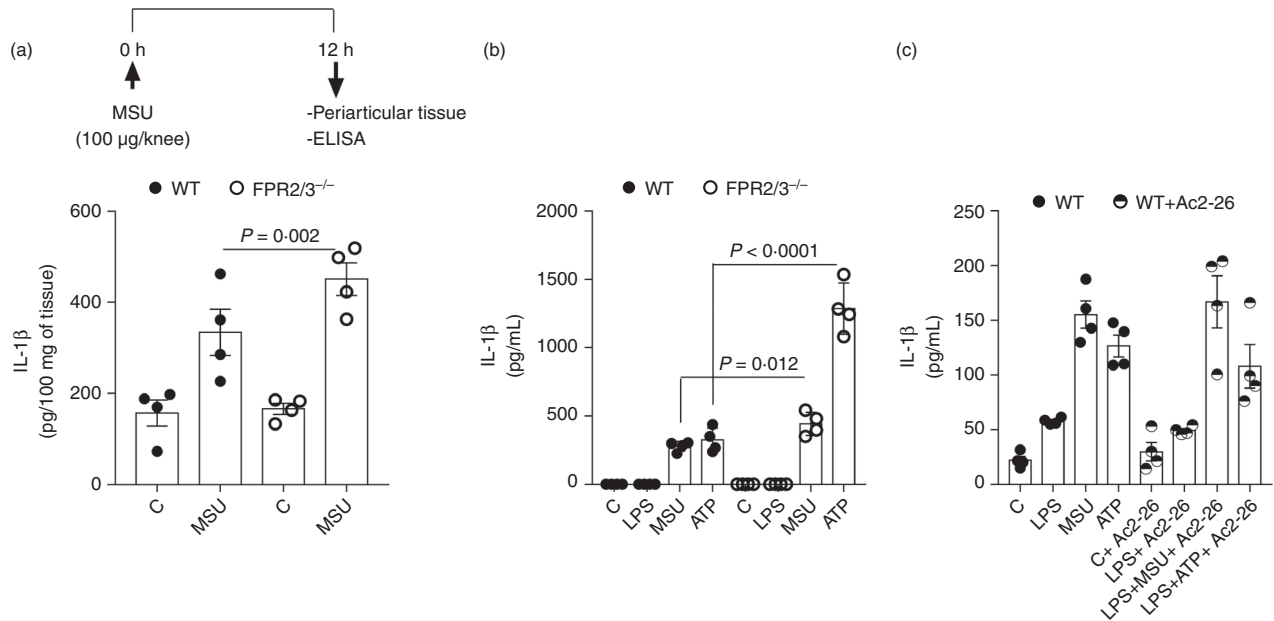 (a)
0 h
12 h
MSU
(100 µg/knee)
-Periarticular tissue
-ELISA
WT
FPR2/3–/–
IL-1β
(pg/100 mg of tissue)
600
400
200
0
P = 0·002
C
MSU
C
MSU
(b)
WT
FPR2/3–/–
IL-1β
(pg/mL)
2000
1500
1000
500
0
P < 0·0001
P = 0·012
C
LPS
MSU
ATP
C
LPS
MSU
ATP
(c)
WT
WT+Ac2-26
IL-1β
(pg/mL)
250
200
150
100
50
0
C
LPS
MSU
ATP
C+ Ac2-26
LPS+ Ac2-26
LPS+MSU+ Ac2-26
LPS+ATP+ Ac2-26